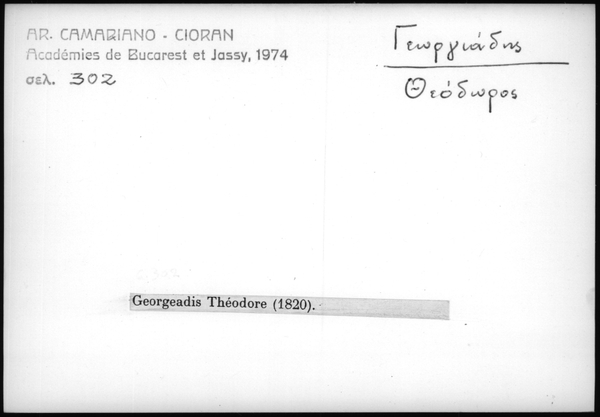 AR. CAMARIANO - CIORAN
Académies de Bucarest et Jassy, 1974
σελ. 302
Γεωργιάδης
Θεόδωρος
Georgeadis Théodore (1820).